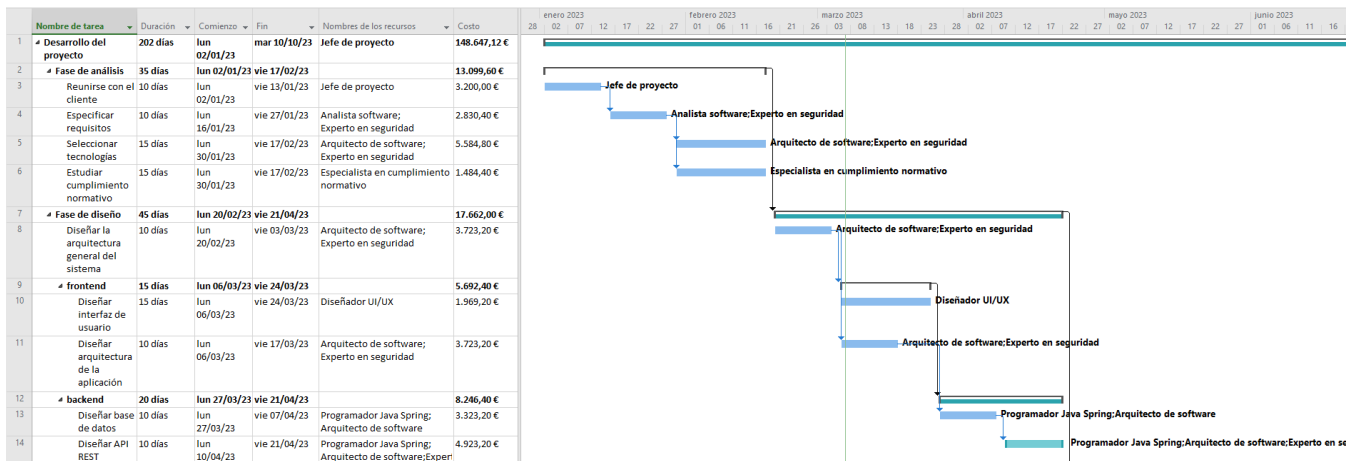 enero 2023 febrero 2023 marzo 2023 abril 2023 mayo 2023 junio 2023
Nombre de tarea Duración Comienzo Fin Nombres de los recursos Costo 28 02 07 12 17 22 27 01 06 11 16 21 26 03 08 13 18 23 28 02 07 12 17 22 27 02 07 12 17 22 27 01 06 11 16
1 Desarrollo del 202 días lun mar 10/10/23 Jefe de proyecto 148.647,12 €
proyecto 02/01/23
2 Fase de análisis 35 días lun 02/01/23 vie 17/02/23 13.099,60 €
3 Reunirse con el 10 días lun vie 13/01/23 Jefe de proyecto 3.200,00 € Jefe de proyecto
cliente 02/01/23
4 Especificar 10 días lun vie 27/01/23 Analista software; 2.830,40 € Analista software;Experto en seguridad
requisitos 16/01/23 Experto en seguridad
5 Seleccionar 15 días lun vie 17/02/23 Arquitecto de software; 5.584,80 € Arquitecto de software;Experto en seguridad
tecnologías 30/01/23 Experto en seguridad
6 Estudiar 15 días lun vie 17/02/23 Especialista en cumplimiento 1.484,40 € Especialista en cumplimiento normativo
cumplimiento 30/01/23 normativo
normativo
7 Fase de diseño 45 días lun 20/02/23 vie 21/04/23 17.662,00 €
8 Diseñar la 10 días lun vie 03/03/23 Arquitecto de software; 3.723,20 € Arquitecto de software;Experto en seguridad
arquitectura 20/02/23 Experto en seguridad
general del
sistema
9 frontend 15 días lun 06/03/23 vie 24/03/23 5.692,40 €
10 Diseñar 15 días lun vie 24/03/23 Diseñador UI/UX 1.969,20 € Diseñador UI/UX
interfaz de 06/03/23
usuario
11 Diseñar 10 días lun vie 17/03/23 Arquitecto de software; 3.723,20 € Arquitecto de software;Experto en seguridad
arquitectura 06/03/23 Experto en seguridad
de la
aplicación
12 backend 20 días lun 27/03/23 vie 21/04/23 8.246,40 €
13 Diseñar base 10 días lun vie 07/04/23 Programador Java Spring; 3.323,20 € Programador Java Spring;Arquitecto de software
de datos 27/03/23 Arquitecto de software
14 Diseñar API 10 días lun vie 21/04/23 Programador Java Spring; 4.923,20 € Programador Java Spring;Arquitecto de software;Experto en se
REST 10/04/23 Arquitecto de software;Exper